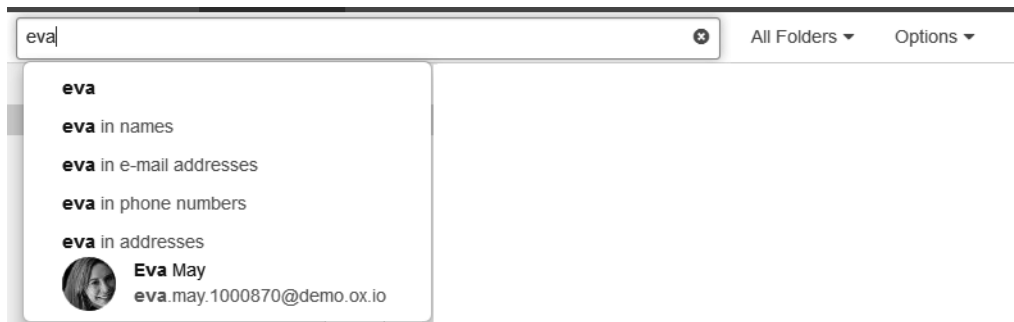 eva
All Folders
Options
eva
eva in names
eva in e-mail addresses
eva in phone numbers
eva in addresses
Eva May
eva.may.1000870@demo.ox.io